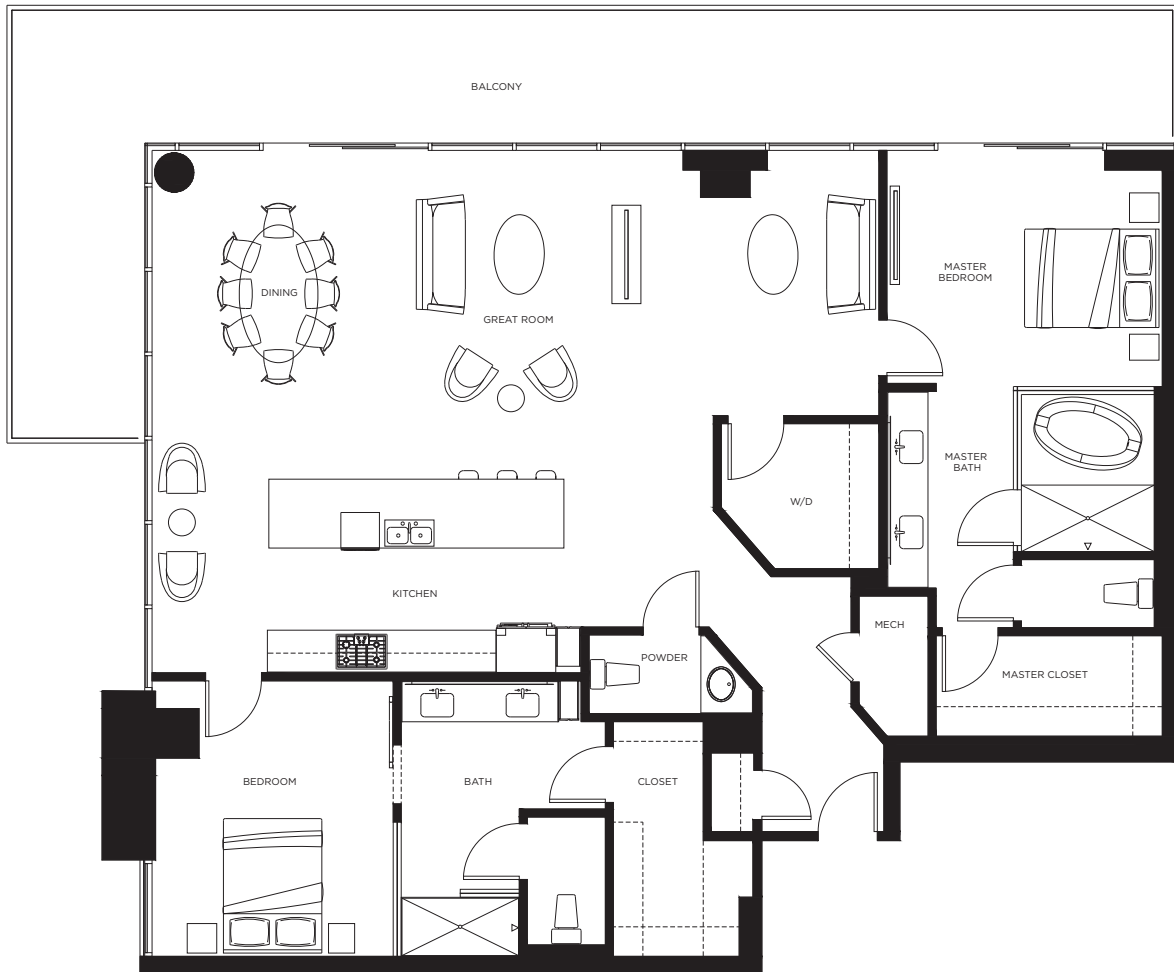 BALCONY
DINING
GREAT ROOM
MASTER
BEDROOM
MASTER
BATH
W/D
KITCHEN
MECH
POWDER
MASTER CLOSET
BEDROOM
BATH
CLOSET